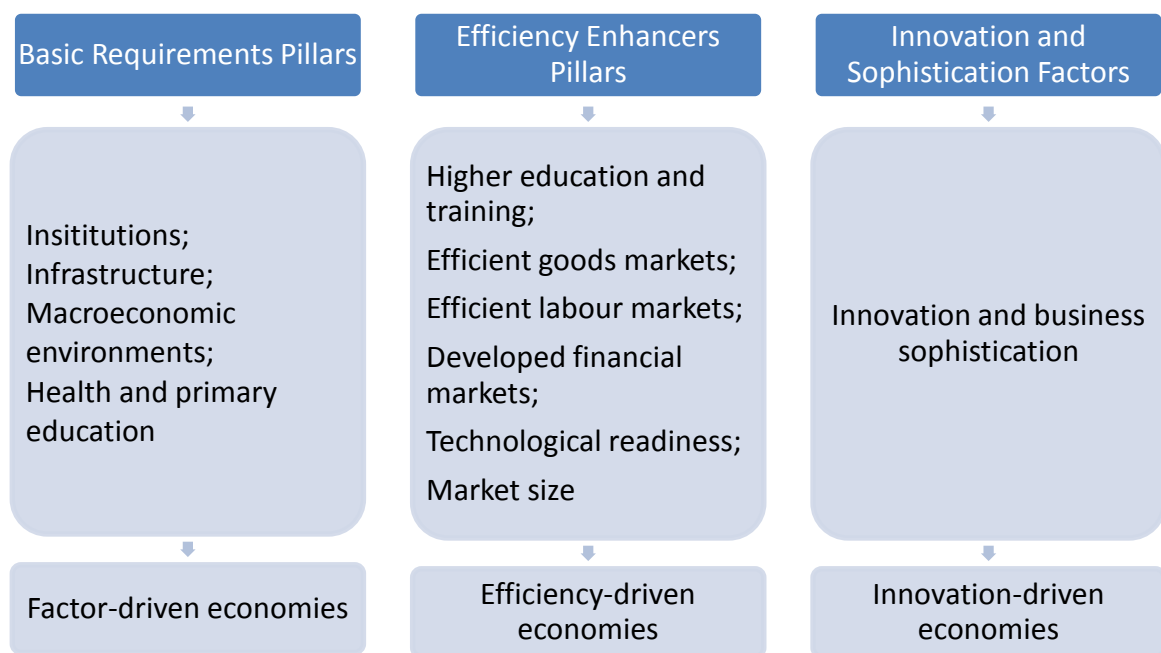 Basic Requirements Pillars
Insititutions;
Infrastructure;
Macroeconomic
environments;
Health and primary
education
Factor-driven economies
Efficiency Enhancers
Pillars
Higher education and
training;
Efficient goods markets;
Efficient labour markets;
Developed financial
markets;
Technological readiness;
Market size
Efficiency-driven
economies
Innovation and
Sophistication Factors
Innovation and business
sophistication
Innovation-driven
economies